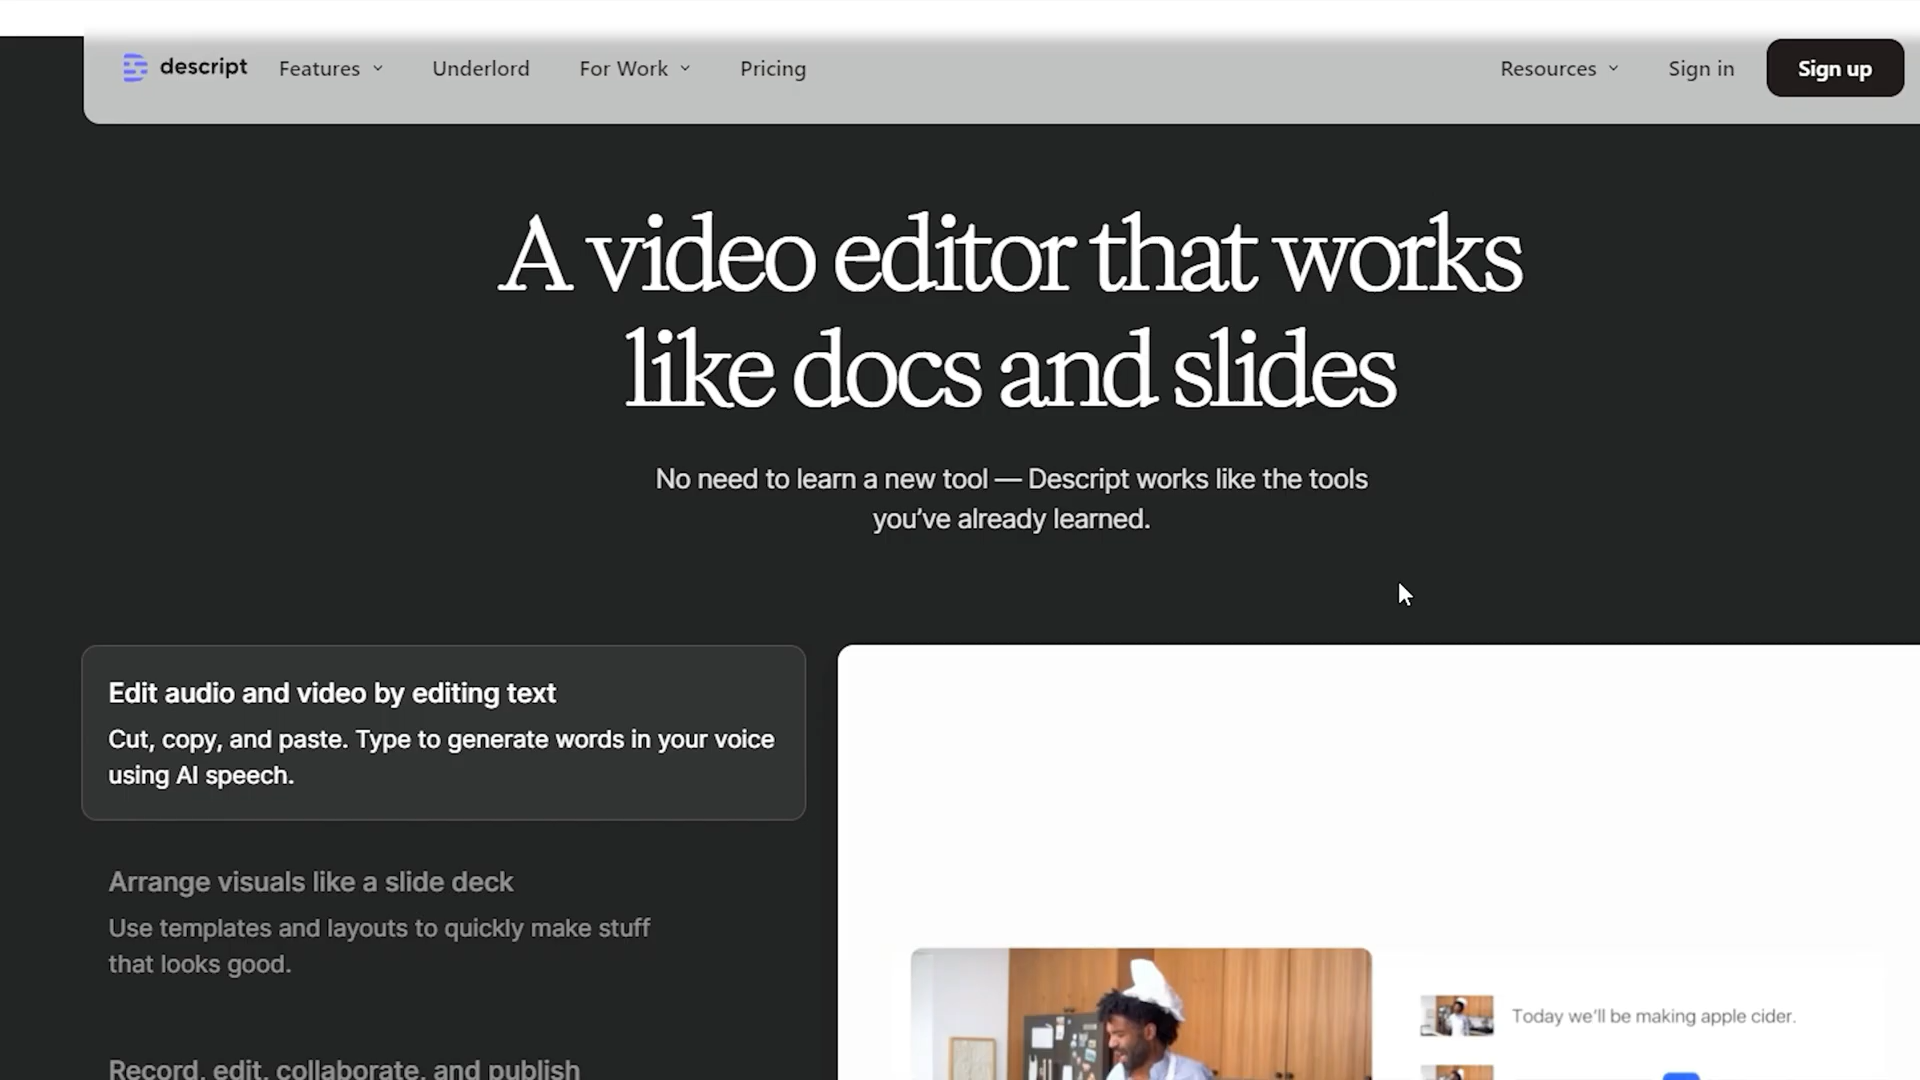 descript
Features
Underlord
For Work
Pricing
Resources
Sign in
Sign up
A video editor that works
like docs and slides
No need to learn a new tool — Descript works like the tools
you’ve already learned.
Edit audio and video by editing text
Cut, copy, and paste. Type to generate words in your voice
using AI speech.
Arrange visuals like a slide deck
Use templates and layouts to quickly make stuff
that looks good.
Today we’ll be making apple cider.
Record, edit, collaborate, and publish